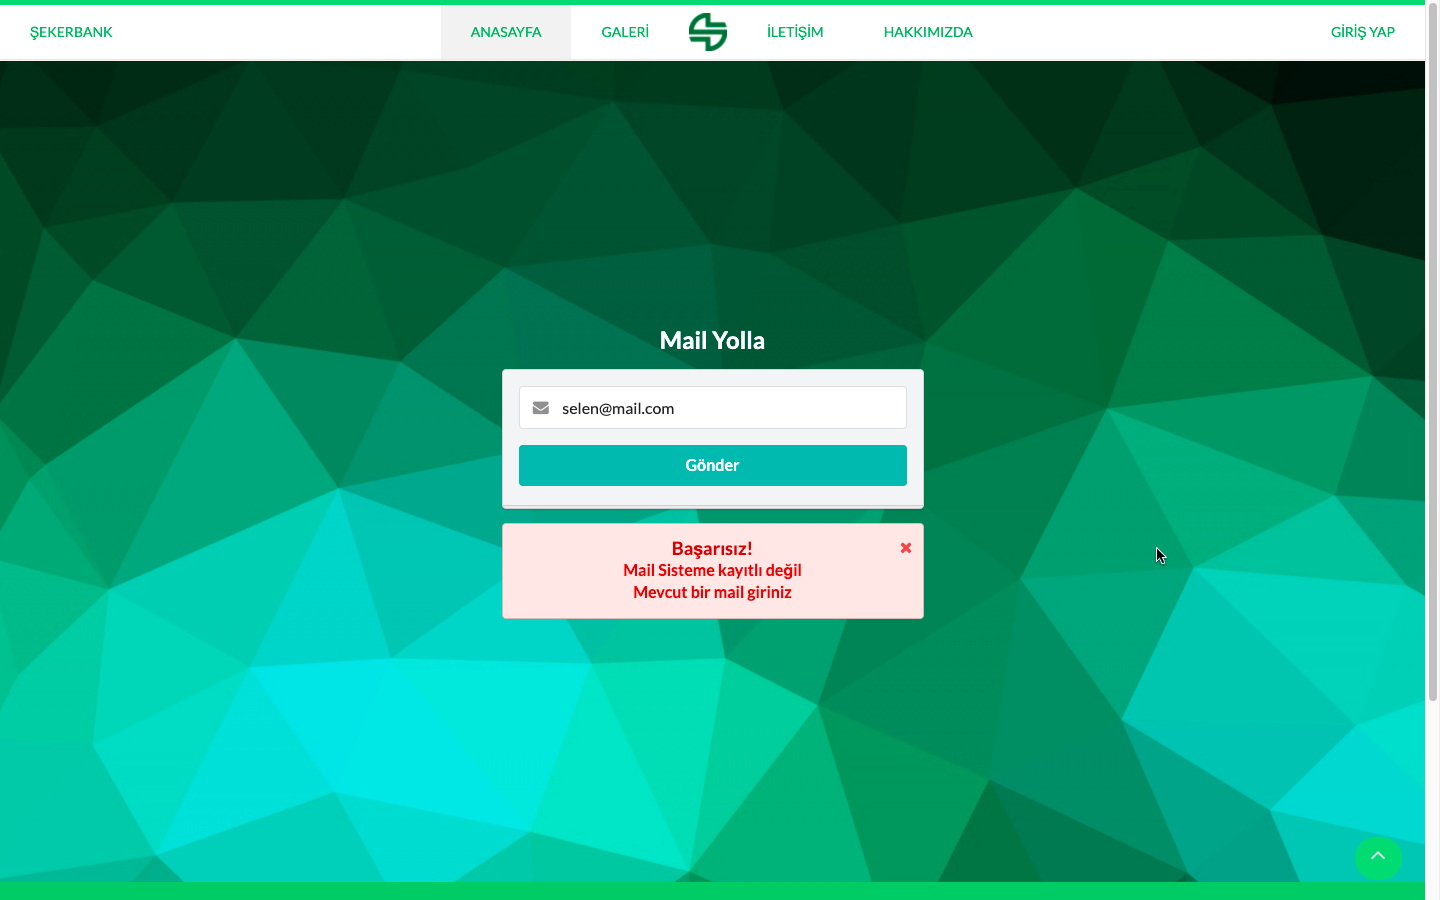 ŞEKERBANK
ANASAYFA
GALERİ
İLETİŞİM
HAKKIMIZDA
GİRİŞ YAP
Mail Yolla
selen@mail.com
Gönder
Başarısız!
Mail Sisteme kayıtlı değil
Mevcut bir mail giriniz